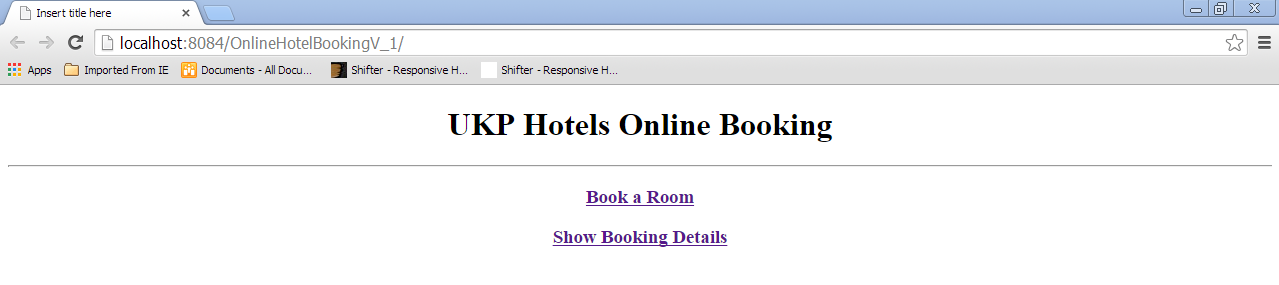 Insert title here
localhost:8084/OnlineHotelBookingV_1/
Apps Imported From IE Documents - All Docu... Shifter - Responsive H... Shifter - Responsive H...
UKP Hotels Online Booking
Book a Room
Show Booking Details